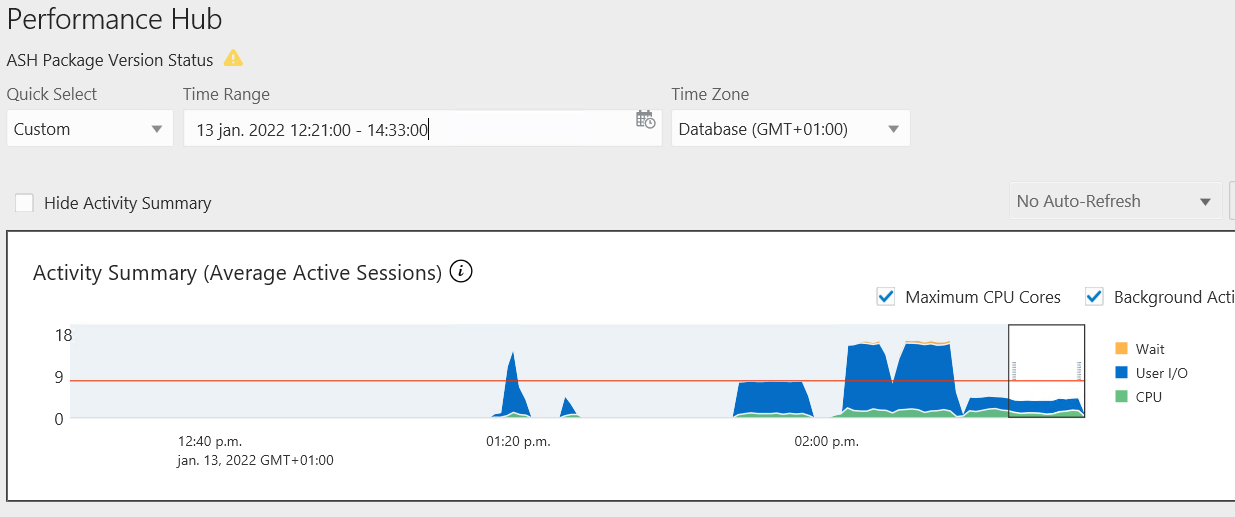 Performance Hub
ASH Package Version Status
Quick Select
Time Range
Time Zone
Custom
13 jan. 2022 12:21:00 - 14:33:00
Database (GMT+01:00)
Hide Activity Summary
No Auto-Refresh
Activity Summary (Average Active Sessions)
Maximum CPU Cores
Background Acti
18
9
0
Wait
User I/O
CPU
12:40 p.m.
01:20 p.m.
02:00 p.m.
jan. 13, 2022 GMT+01:00